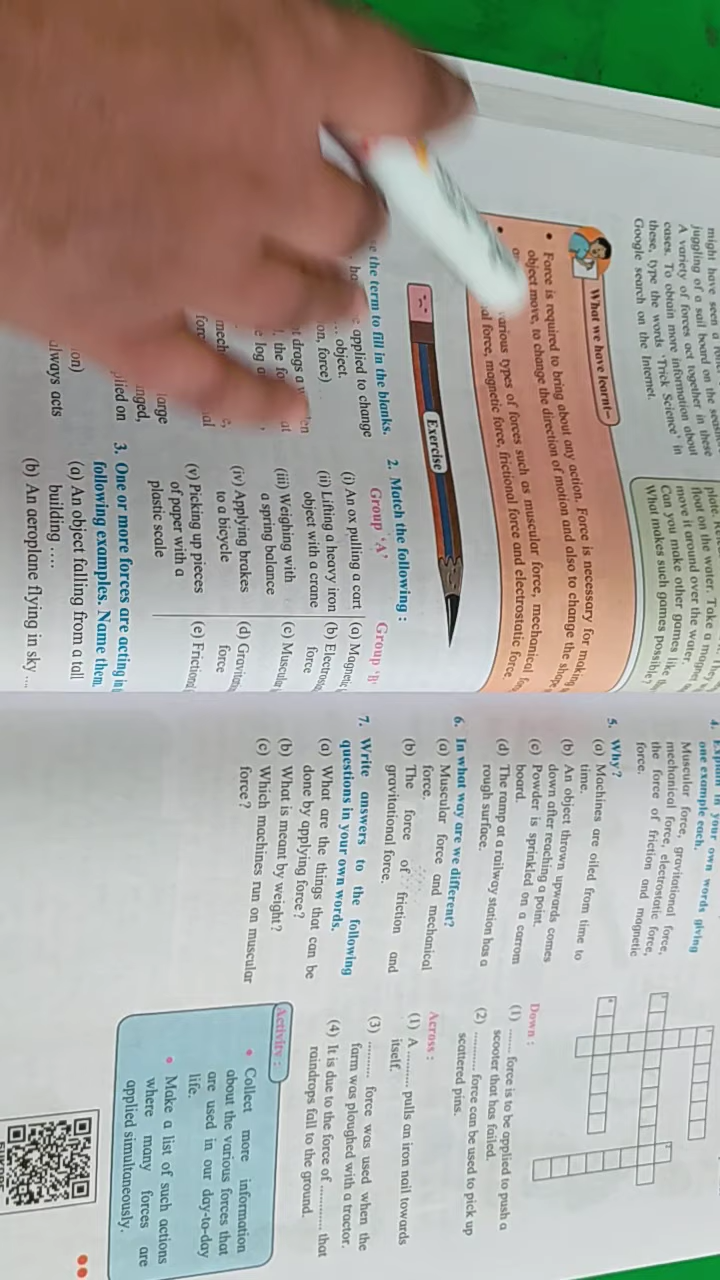 might have seen a
juggling of a sail board on the
A variety of forces act together in these
cases. To obtain more information about
these, type the words 'Trick Science' in
Google search on the Internet.
plate.
float on the water. Take a magnet
move it around over the water.
Can you make other games like
What makes such games possible?
What we have learnt-
• Force is required to bring about any action. Force is necessary for making
object move, to change the direction of motion and also to change the shape
• various types of forces such as muscular force, mechanical
force, magnetic force, frictional force and electrostatic force.
Exercise
the term to fill in the blanks.
applied to change
object.
force)
drags a
the
log
large
plied on
always acts
2. Match the following :
Group 'A' Group 'B'
(i) An ox pulling a cart (a) Magnetic
(ii) Lifting a heavy iron (b) Electros
object with a crane force
(iii) Weighing with (c) Muscular
a spring balance
(iv) Applying brakes (d) Gravita
to a bicycle force
(v) Picking up pieces (e) Frictional
of paper with a
plastic scale
3. One or more forces are acting in
following examples. Name them.
(a) An object falling from a tall
building ....
(b) An aeroplane flying in sky ....
4. Explain in your own words giving
one example each.
Muscular force, gravitational force,
mechanical force, electrostatic force,
the force of friction and magnetic
force.
5. Why?
(a) Machines are oiled from time to
time.
(b) An object thrown upwards comes
down after reaching a point.
(c) Powder is sprinkled on a carrom
board.
(d) The ramp at a railway station has a
rough surface.
6. In what way are we different?
(a) Muscular force and mechanical
force.
(b) The force of friction and
gravitational force.
7. Write answers to the following
questions in your own words.
(a) What are the things that can be
done by applying force?
(b) What is meant by weight?
(c) Which machines run on muscular
force?
Down :
(1) ........ force is to be applied to push a
scooter that has failed.
(2) .......... force can be used to pick up
scattered pins.
Across :
(1) A .......... pulls an iron nail towards
itself.
(3) .......... force was used when the
farm was ploughed with a tractor.
(4) It is due to the force of ............ that
raindrops fall to the ground.
Activity :
• Collect more information
about the various forces that
are used in our day-to-day
life.
• Make a list of such actions
where many forces are
applied simultaneously.